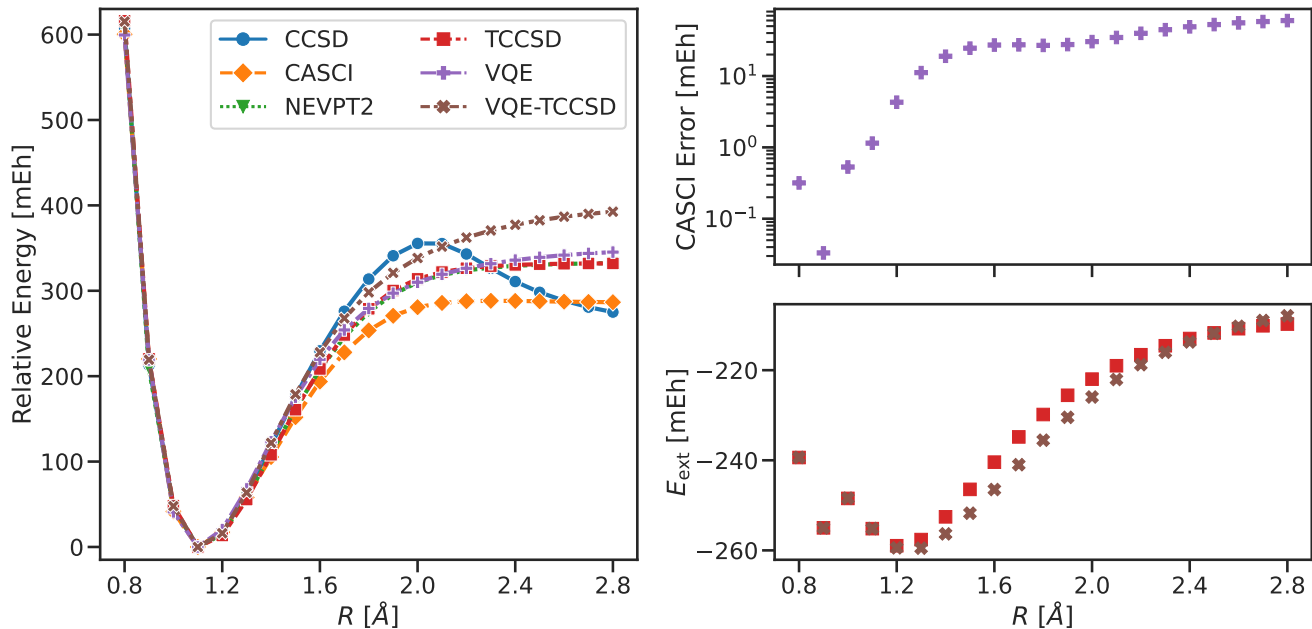 Relative Energy [mEh]
600
500
400
300
200
100
0
CCSD
CASCI
NEVPT2
TCCSD
VQE
VQE-TCCSD
0.8 1.2 1.6 2.0 2.4 2.8
R [Å]
CASCI Error [mEh]
10¹
10⁰
10⁻¹
E_ext [mEh]
−220
−240
−260
0.8 1.2 1.6 2.0 2.4 2.8
R [Å]